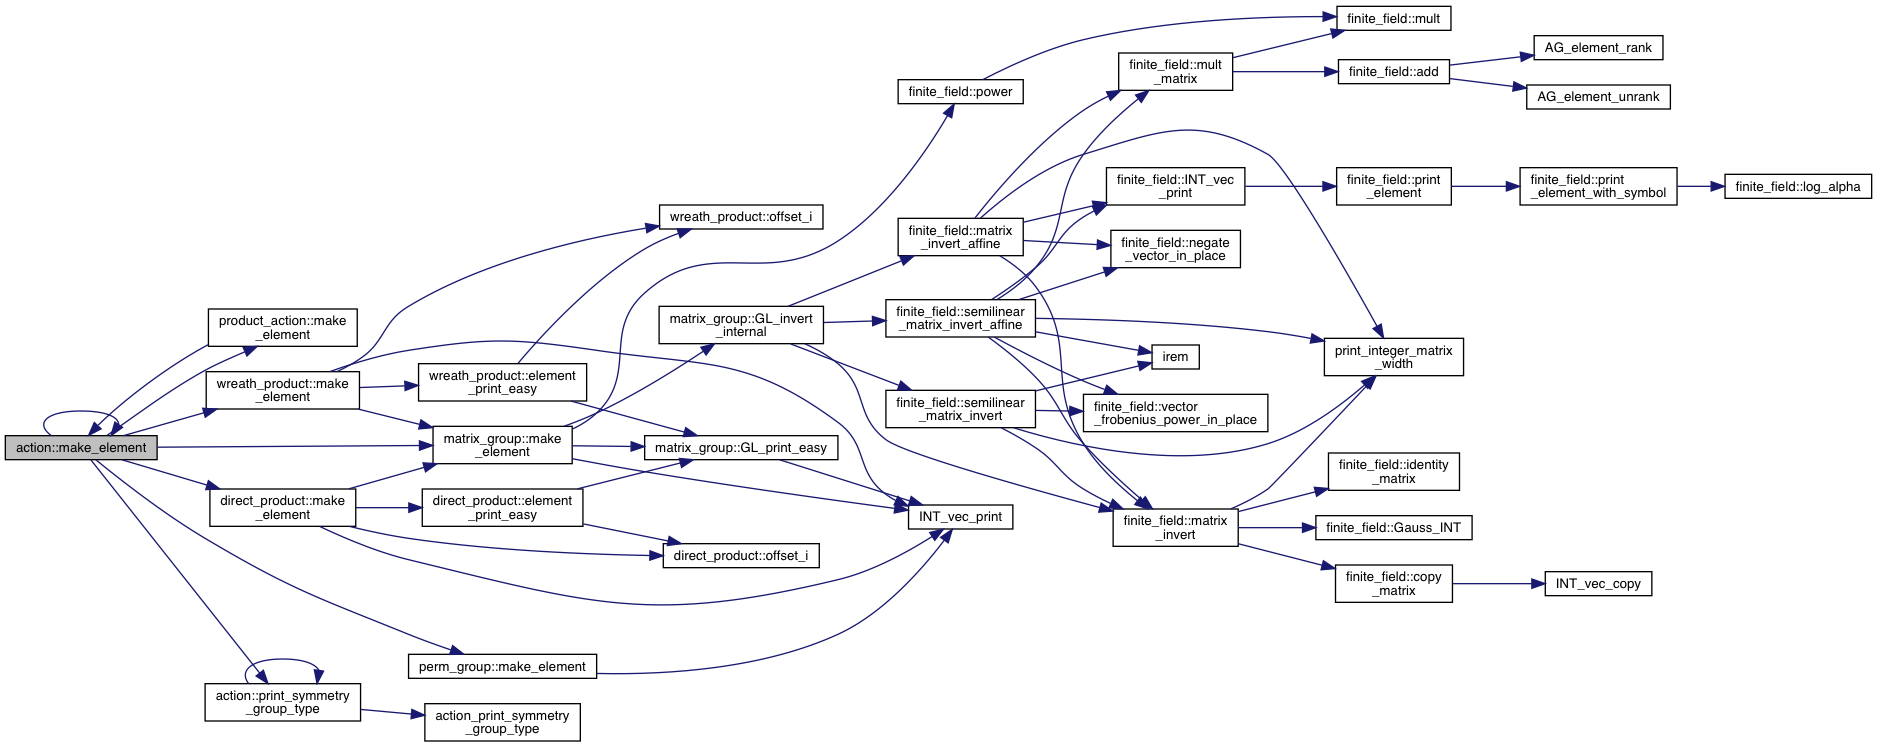 action::make_element
product_action::make
_element
wreath_product::make
_element
direct_product::make
_element
action::print_symmetry
_group_type
wreath_product::element
_print_easy
matrix_group::make
_element
direct_product::element
_print_easy
perm_group::make_element
action_print_symmetry
_group_type
wreath_product::offset_i
matrix_group::GL_invert
_internal
matrix_group::GL_print_easy
direct_product::offset_i
finite_field::power
finite_field::matrix
_invert_affine
finite_field::semilinear
_matrix_invert_affine
finite_field::semilinear
_matrix_invert
INT_vec_print
finite_field::mult
_matrix
finite_field::INT_vec
_print
finite_field::negate
_vector_in_place
irem
finite_field::vector
_frobenius_power_in_place
finite_field::matrix
_invert
finite_field::mult
finite_field::add
finite_field::print
_element
print_integer_matrix
_width
finite_field::identity
_matrix
finite_field::Gauss_INT
finite_field::copy
_matrix
AG_element_rank
AG_element_unrank
finite_field::print
_element_with_symbol
INT_vec_copy
finite_field::log_alpha